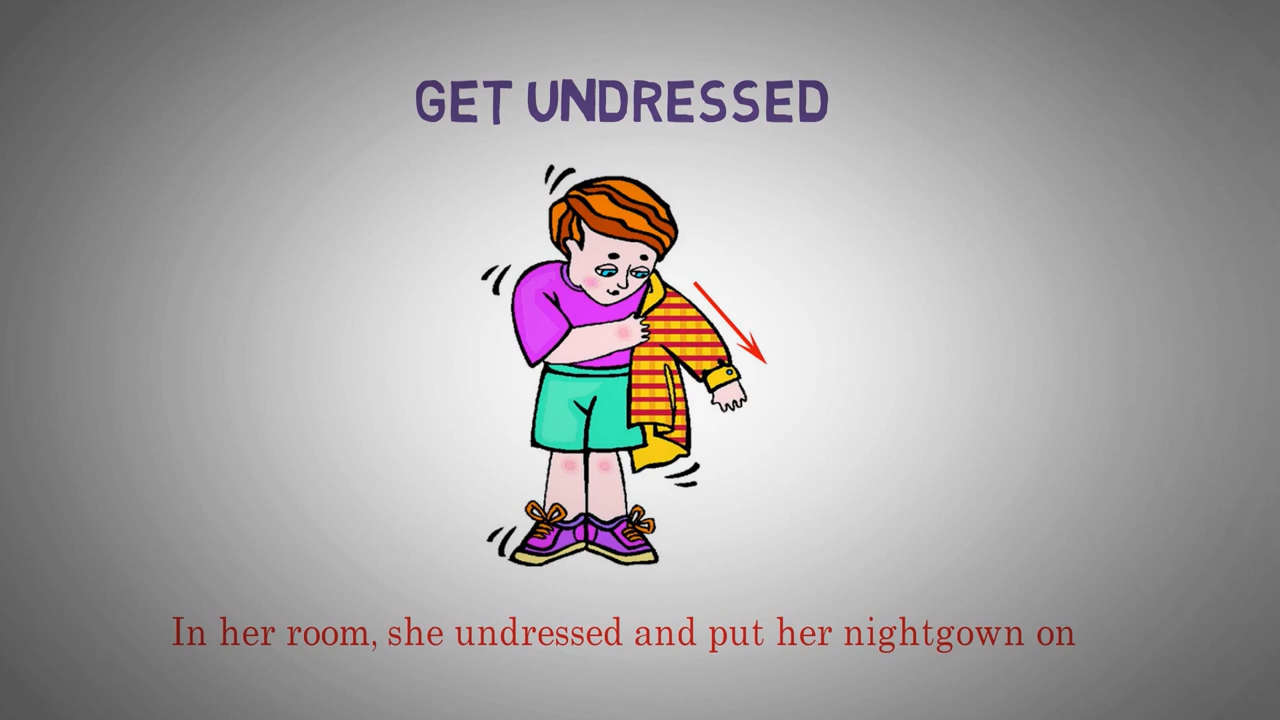 GET UNDRESSED
In her room, she undressed and put her nightgown on